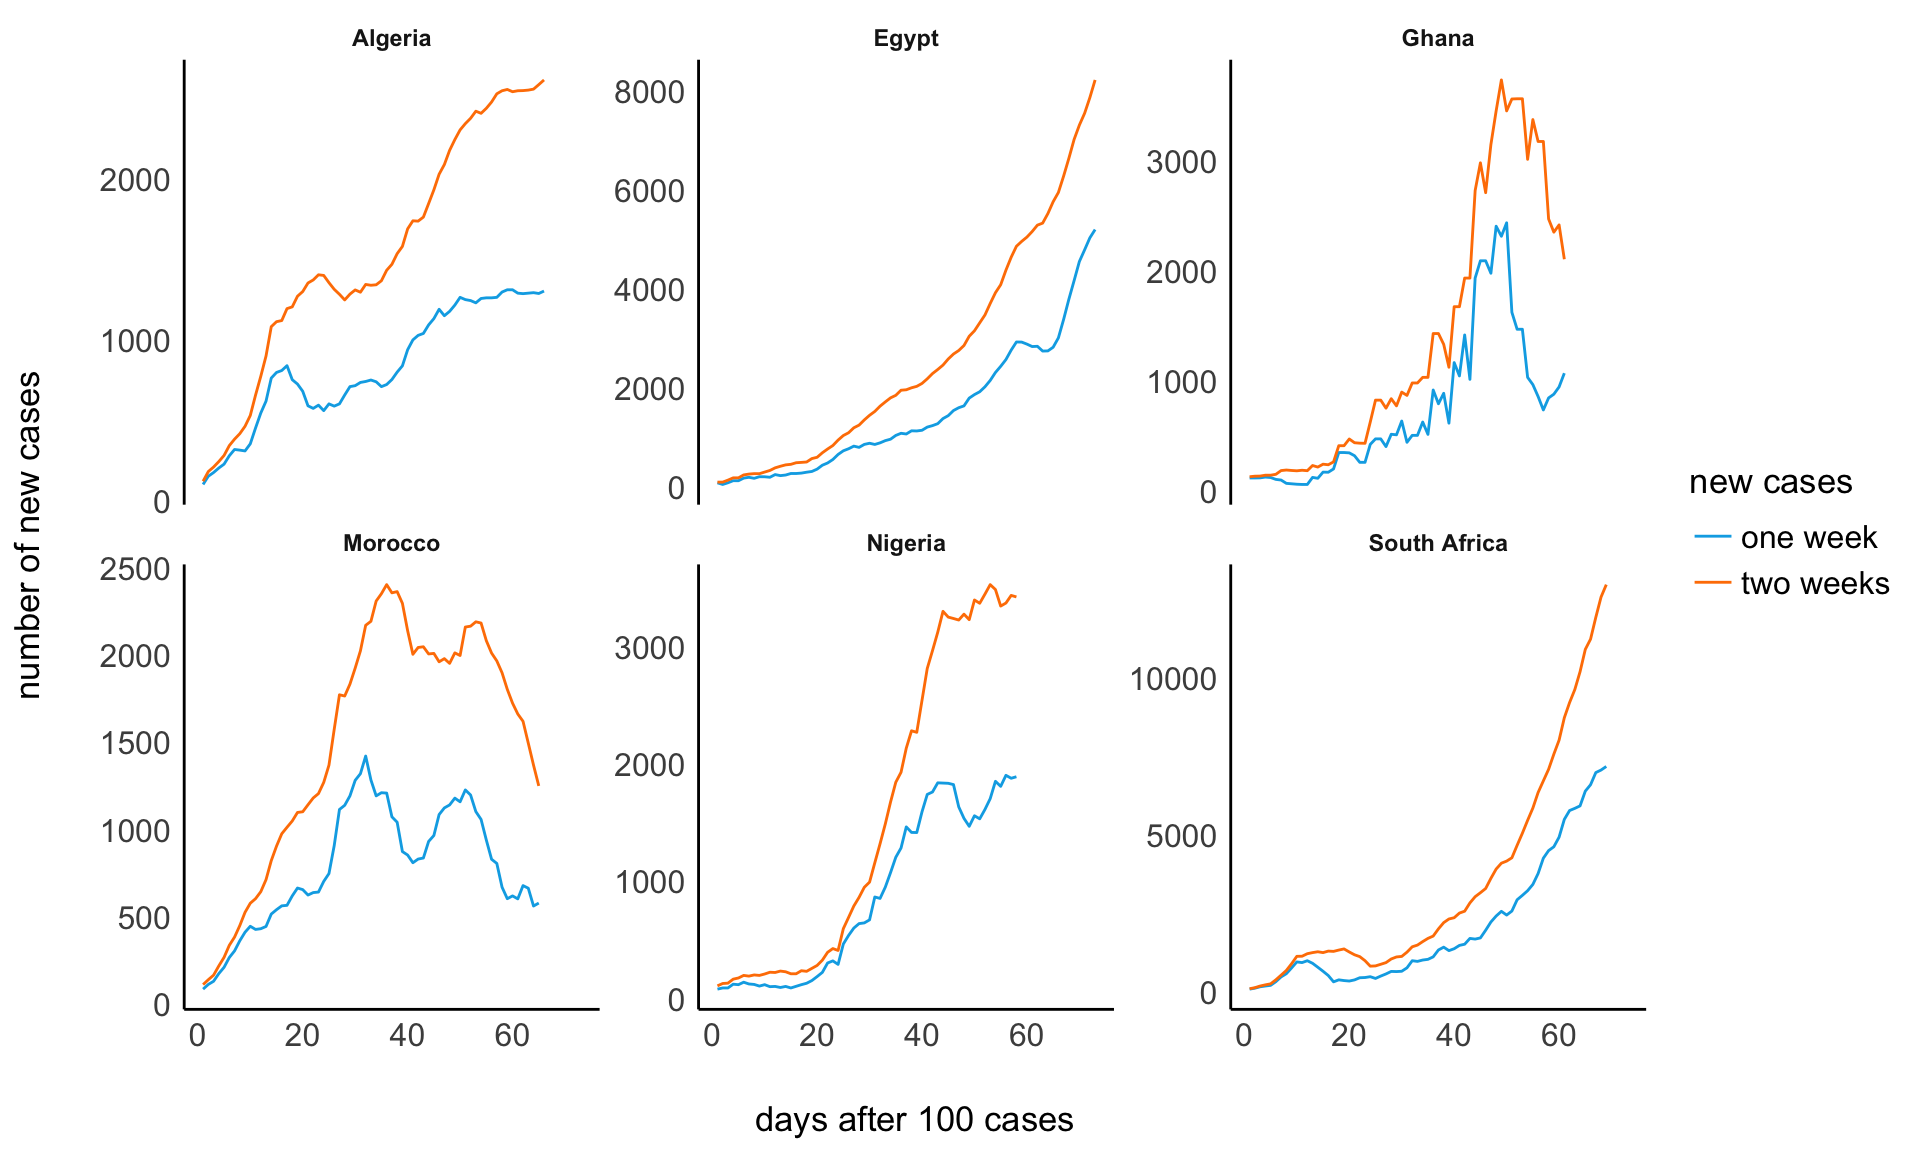 Algeria
Egypt
Ghana
2000
1000
0
8000
6000
4000
2000
0
3000
2000
1000
0
Morocco
Nigeria
South Africa
2500
2000
1500
1000
500
0
3000
2000
1000
0
10000
5000
0
0 20 40 60
0 20 40 60
0 20 40 60
days after 100 cases
number of new cases
new cases
one week
two weeks